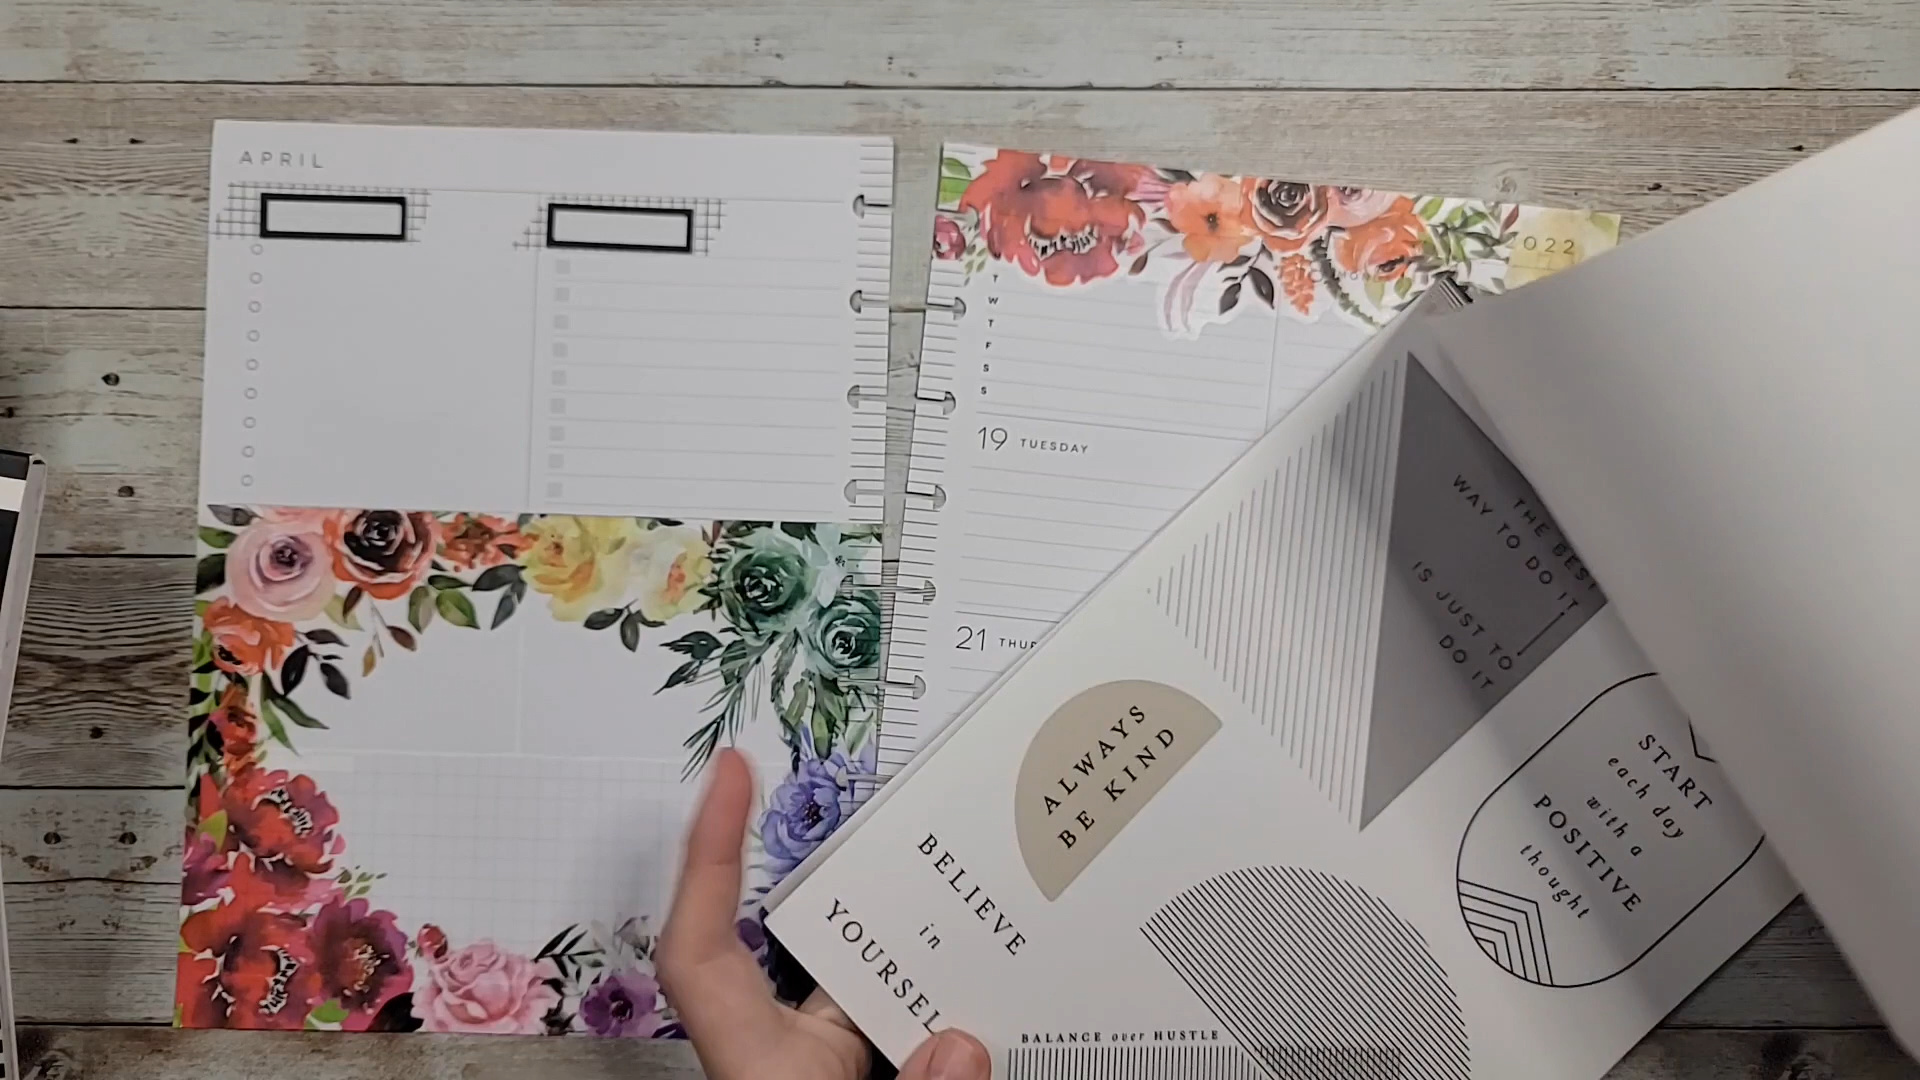 APRIL
2022
T
W
T
F
S
S
19 TUESDAY
21
THE BEST
WAY TO DO IT
IS JUST TO
DO IT
ALWAYS
BE KIND
START
each day
with a
POSITIVE
thought
BELIEVE
in
YOURSEL
BALANCE over HUSTLE